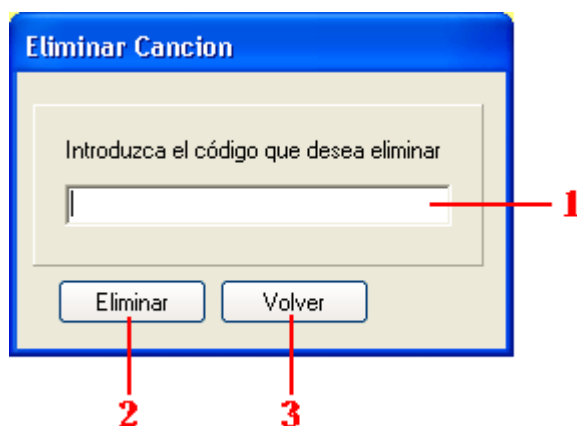 Eliminar Cancion
Introduzca el código que desea eliminar
1
Eliminar Volver
2 3